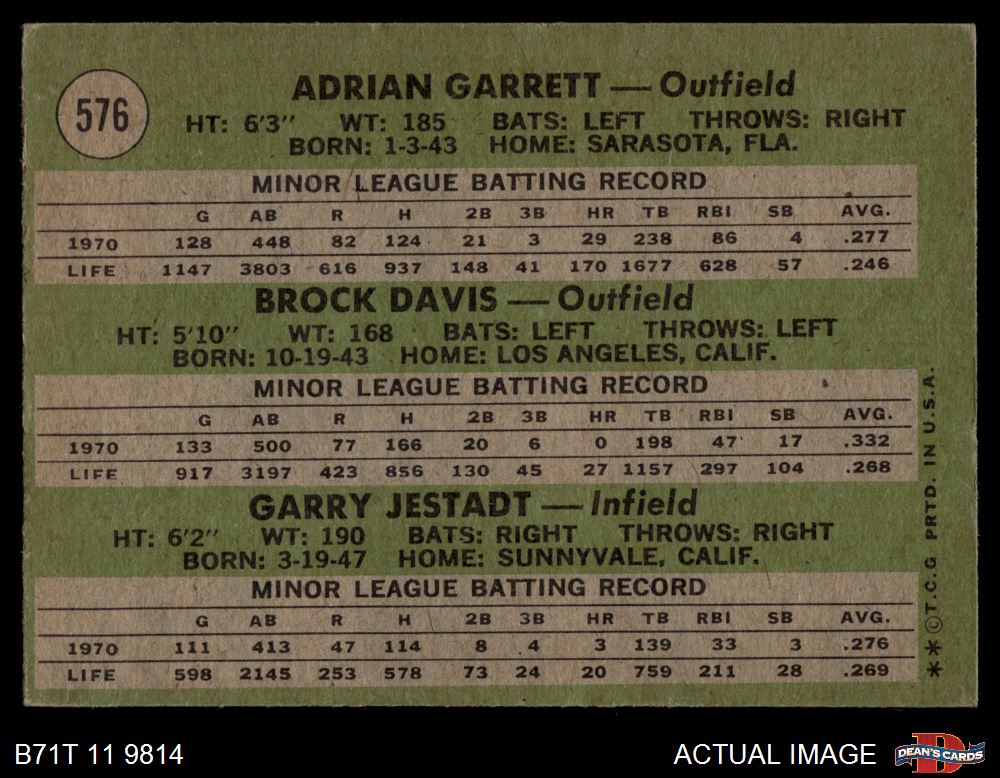 576
ADRIAN GARRETT — Outfield
HT: 6'3'' WT: 185 BATS: LEFT THROWS: RIGHT
BORN: 1-3-43 HOME: SARASOTA, FLA.
MINOR LEAGUE BATTING RECORD
G AB R H 2B 3B HR TB RBI SB AVG.
1970 128 448 82 124 21 3 29 238 86 4 .277
LIFE 1147 3803 616 937 148 41 170 1677 628 57 .246
BROCK DAVIS — Outfield
HT: 5'10'' WT: 168 BATS: LEFT THROWS: LEFT
BORN: 10-19-43 HOME: LOS ANGELES, CALIF.
MINOR LEAGUE BATTING RECORD
G AB R H 2B 3B HR TB RBI SB AVG.
1970 133 500 77 166 20 6 0 198 47 17 .332
LIFE 917 3197 423 856 130 45 27 1157 297 104 .268
GARRY JESTADT — Infield
HT: 6'2'' WT: 190 BATS: RIGHT THROWS: RIGHT
BORN: 3-19-47 HOME: SUNNYVALE, CALIF.
MINOR LEAGUE BATTING RECORD
G AB R H 2B 3B HR TB RBI SB AVG.
1970 111 413 47 114 8 4 3 139 33 3 .276
LIFE 598 2145 253 578 73 24 20 759 211 28 .269
**©T.C.G PRTD. IN U.S.A.
B71T 11 9814
ACTUAL IMAGE
D
DEAN'S CARDS